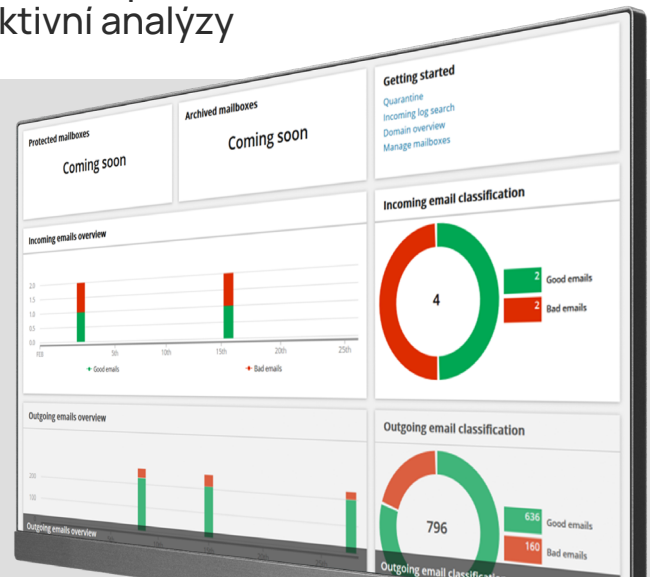 ktivní analýzy
Protected mailboxes
Coming soon
Archived mailboxes
Coming soon
Getting started
Quarantine
Incoming log search
Domain overview
Manage mailboxes
Incoming emails overview
2.0
1.5
1.0
0.5
0.0
5th
10th
15th
20th
25th
Good emails
Bad emails
Incoming email classification
4
2 Good emails
2 Bad emails
Outgoing emails overview
200
100
Outgoing emails overview
Outgoing email classification
796
636 Good emails
160 Bad emails
Outgoing email classificatio